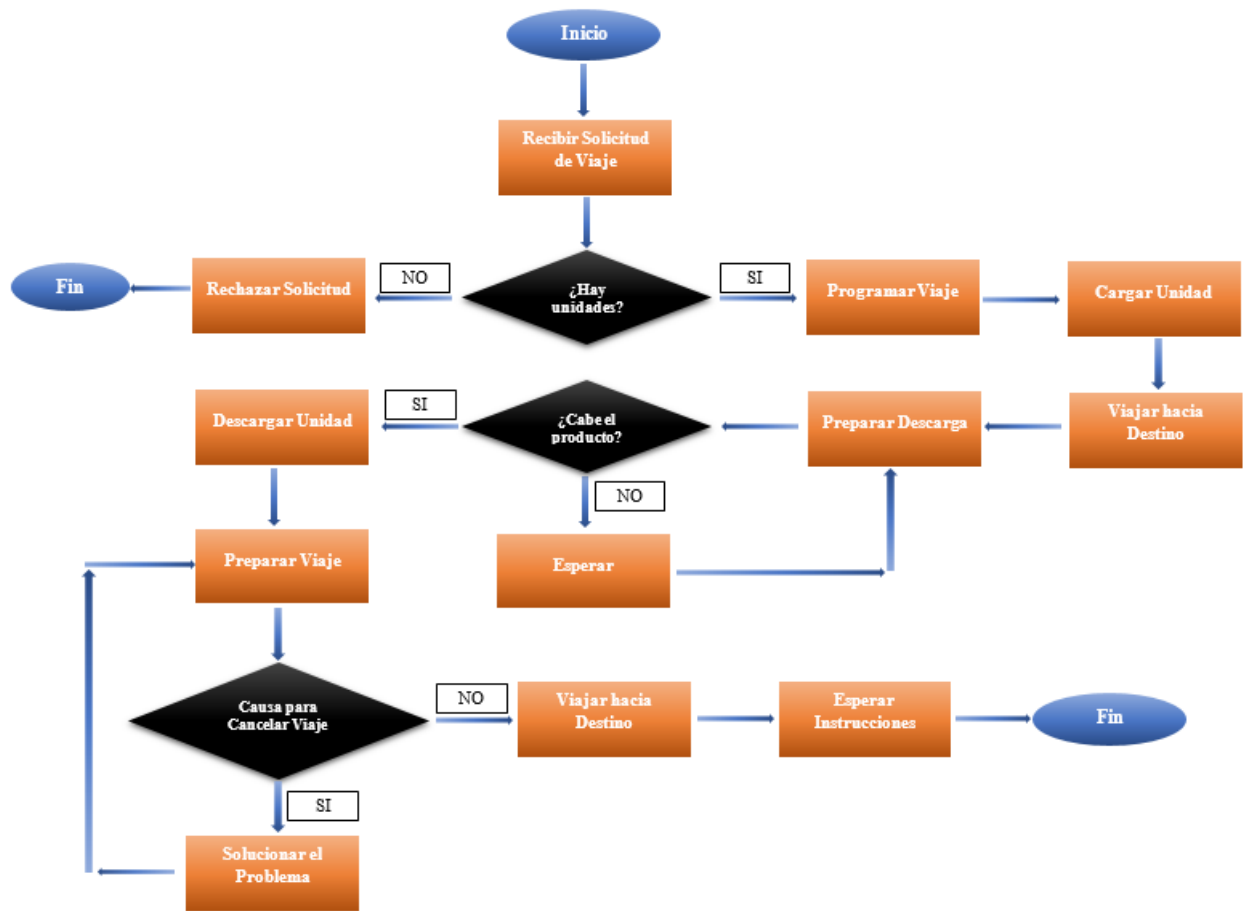 Inicio
Recibir Solicitud
de Viaje
Fin
Rechazar Solicitud
NO
¿Hay
unidades?
SI
Programar Viaje
Cargar Unidad
Descargar Unidad
SI
¿Cabe el
producto?
Preparar Descarga
Viajar hacia
Destino
NO
Preparar Viaje
Esperar
Causa para
Cancelar Viaje
NO
Viajar hacia
Destino
Esperar
Instrucciones
Fin
SI
Solucionar el
Problema